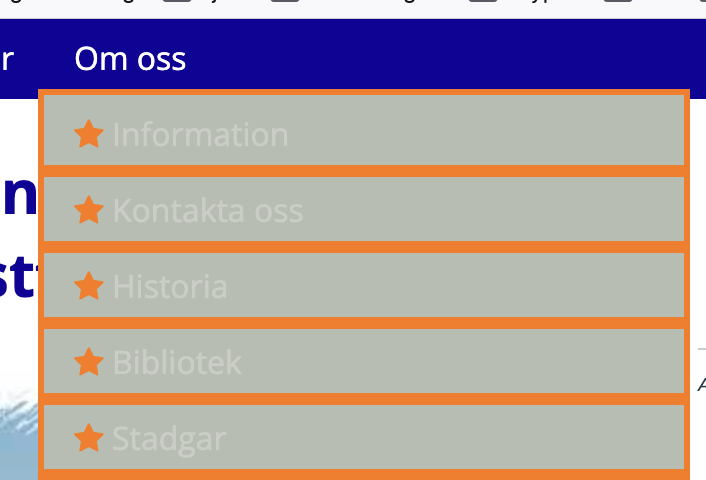 Om oss
Information
Kontakta oss
Historia
Bibliotek
Stadgar